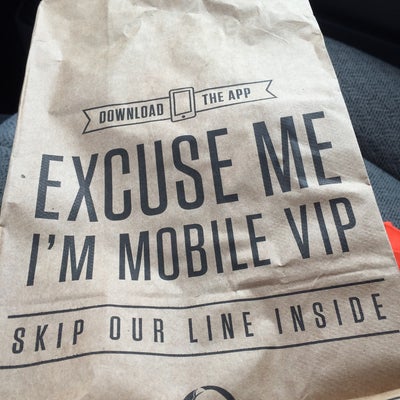 DOWNLOAD THE APP
EXCUSE ME
I'M MOBILE VIP
SKIP OUR LINE INSIDE